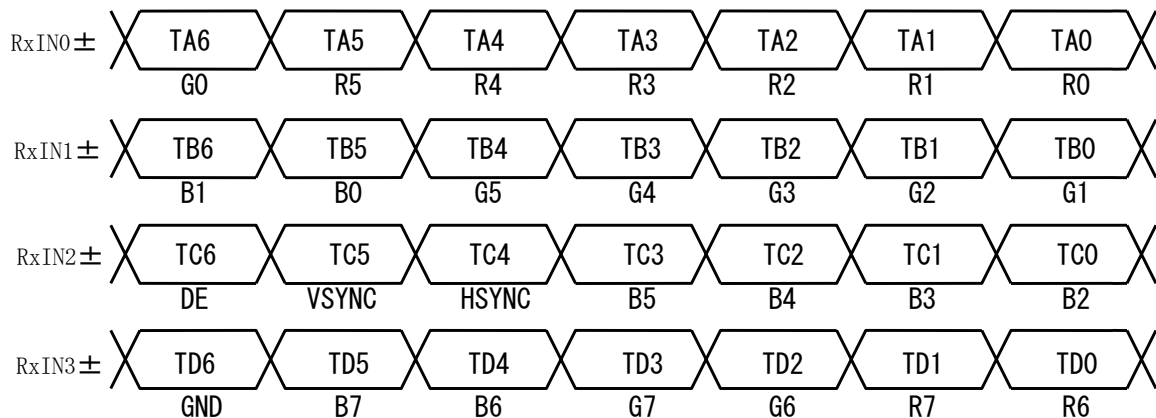 RxIN0± TA6 TA5 TA4 TA3 TA2 TA1 TA0
G0 R5 R4 R3 R2 R1 R0
RxIN1± TB6 TB5 TB4 TB3 TB2 TB1 TB0
B1 B0 G5 G4 G3 G2 G1
RxIN2± TC6 TC5 TC4 TC3 TC2 TC1 TC0
DE VSYNC HSYNC B5 B4 B3 B2
RxIN3± TD6 TD5 TD4 TD3 TD2 TD1 TD0
GND B7 B6 G7 G6 R7 R6